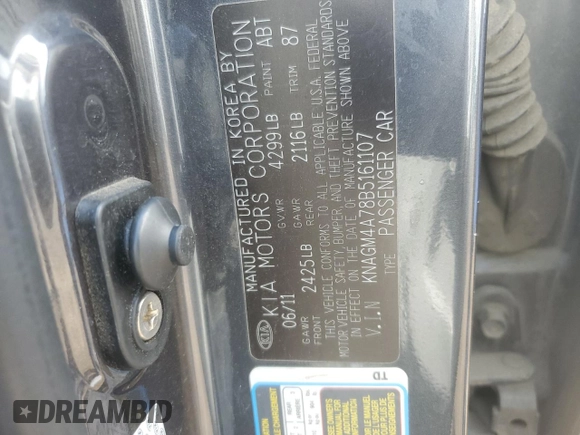 MANUFACTURED IN KOREA BY
KIA KIA MOTORS CORPORATION
06/11 GVWR 4299LB PAINT ABT
GAWR FRONT 2425LB GAWR REAR 2116LB TRIM 87
THIS VEHICLE CONFORMS TO ALL APPLICABLE U.S.A. FEDERAL
MOTOR VEHICLE SAFETY, BUMPER, AND THEFT PREVENTION STANDARDS
IN EFFECT ON THE DATE OF MANUFACTURE SHOWN ABOVE
V.I.N KNAGM4A78B5161107
TYPE PASSENGER CAR
TD
DREAMBID